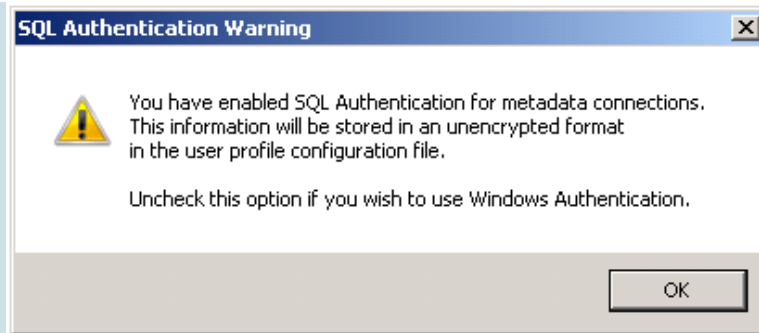 SQL Authentication Warning
You have enabled SQL Authentication for metadata connections.
This information will be stored in an unencrypted format
in the user profile configuration file.
Uncheck this option if you wish to use Windows Authentication.
OK